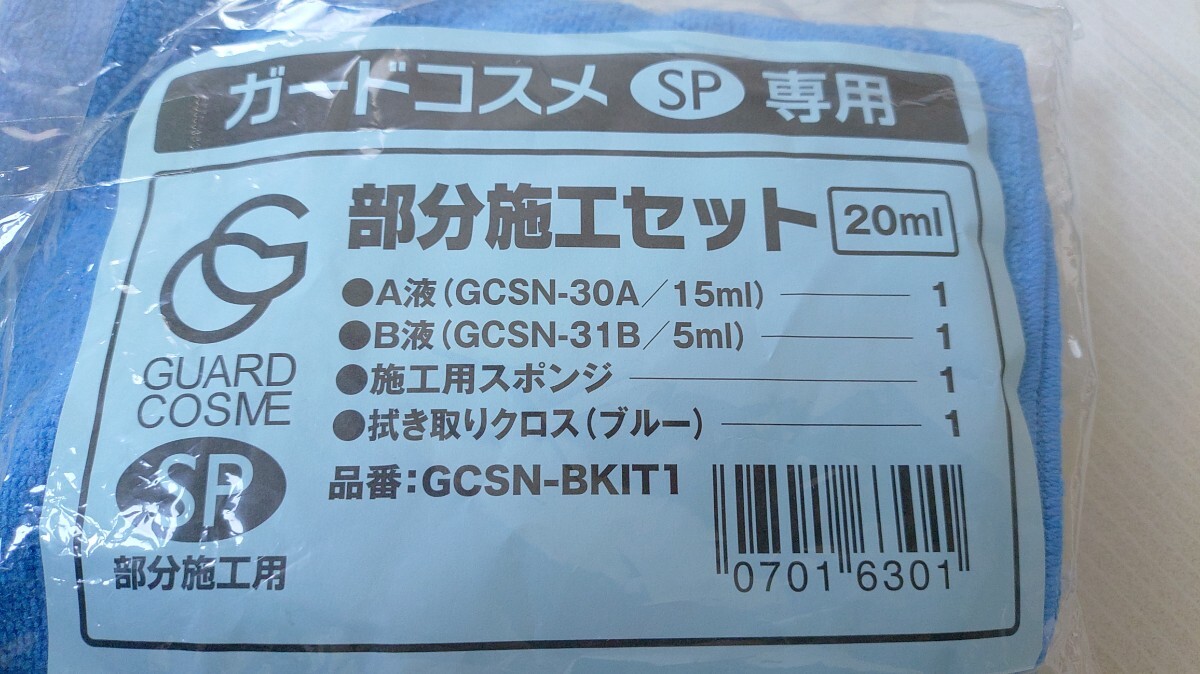 ガードコスメ SP 専用
部分施工セット 20ml
●A液(GCSN-30A/15ml) 1
●B液(GCSN-31B/5ml) 1
●施工用スポンジ 1
●拭き取りクロス(ブルー) 1
GUARD
COSME
SP
部分施工用
品番:GCSN-BKIT1
0701 6301